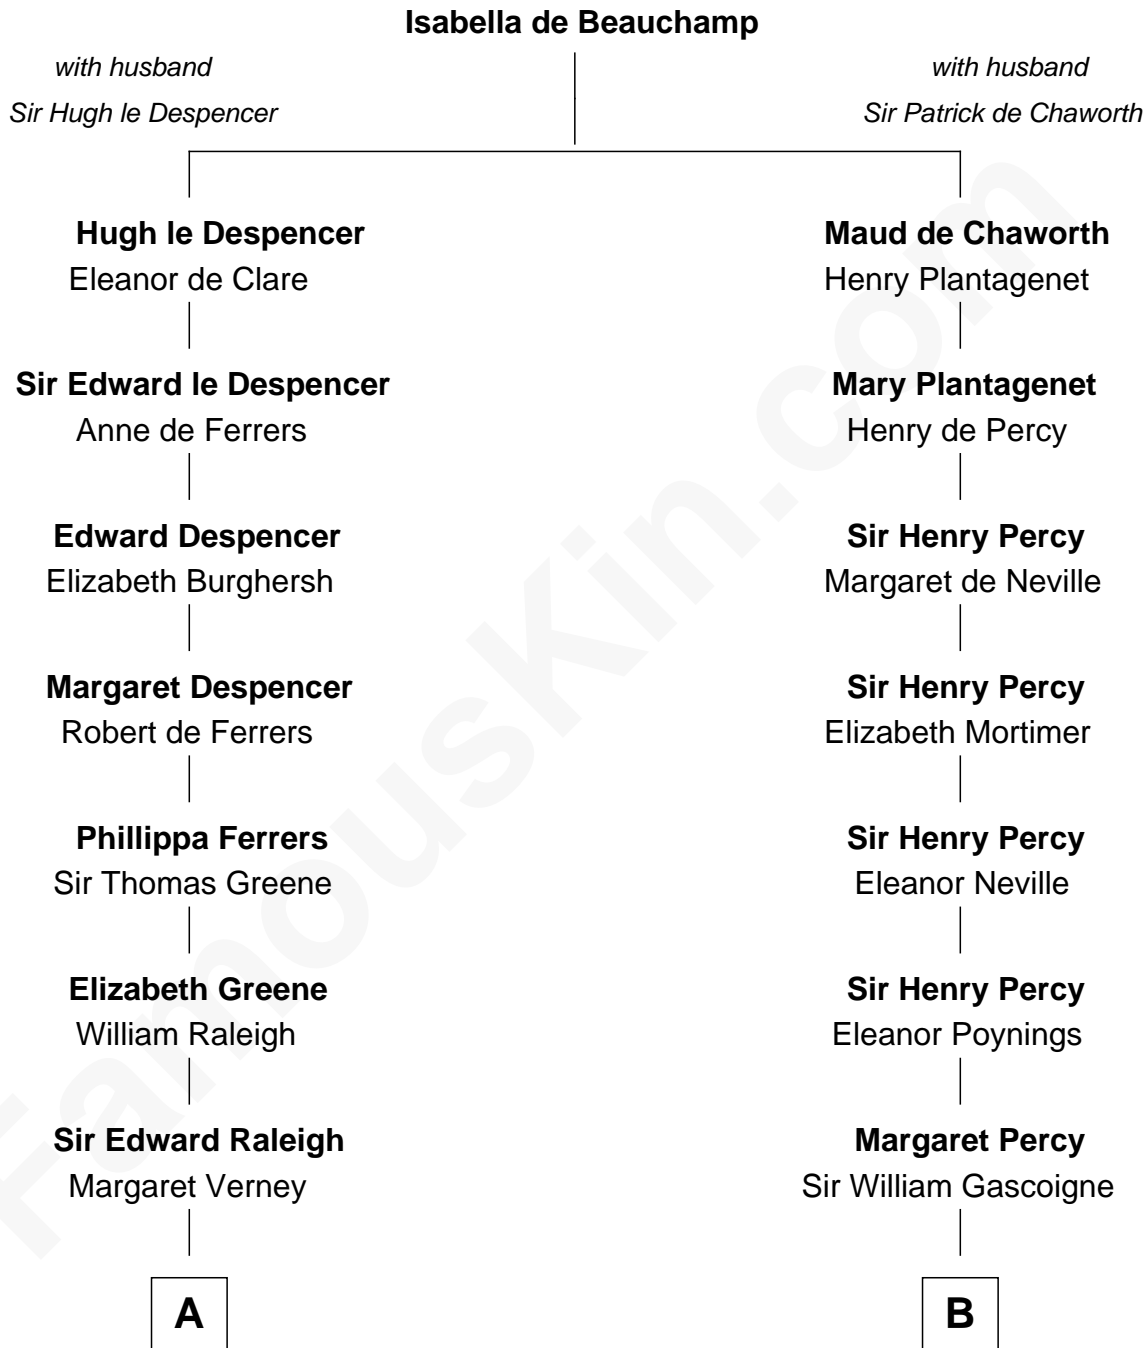 Isabella de Beauchamp
with husband
Sir Hugh le Despencer
with husband
Sir Patrick de Chaworth
Hugh le Despencer
Eleanor de Clare
Sir Edward le Despencer
Anne de Ferrers
Edward Despencer
Elizabeth Burghersh
Margaret Despencer
Robert de Ferrers
Phillippa Ferrers
Sir Thomas Greene
Elizabeth Greene
William Raleigh
Sir Edward Raleigh
Margaret Verney
A
Maud de Chaworth
Henry Plantagenet
Mary Plantagenet
Henry de Percy
Sir Henry Percy
Margaret de Neville
Sir Henry Percy
Elizabeth Mortimer
Sir Henry Percy
Eleanor Neville
Sir Henry Percy
Eleanor Poynings
Margaret Percy
Sir William Gascoigne
B
FamousKin.com